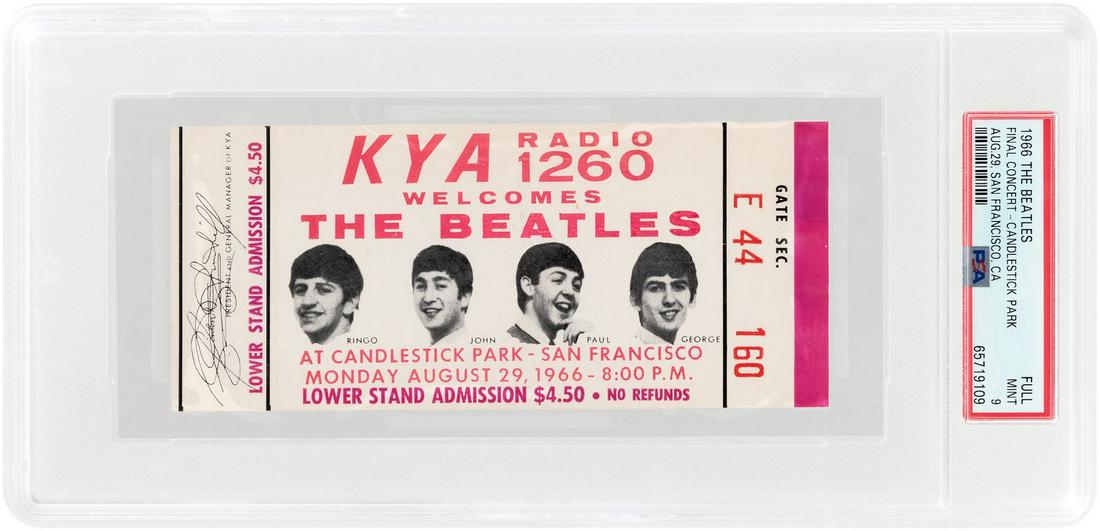 PRESIDENT AND GENERAL MANAGER OF KYA
LOWER STAND ADMISSION $4.50
KYA RADIO 1260
WELCOMES
THE BEATLES
RINGO
JOHN
PAUL
GEORGE
AT CANDLESTICK PARK - SAN FRANCISCO
MONDAY AUGUST 29, 1966 - 8:00 P.M.
LOWER STAND ADMISSION $4.50 • NO REFUNDS
GATE SEC.
E 44 160
1966 THE BEATLES
FINAL CONCERT - CANDLESTICK PARK
AUG.29, SAN FRANCISCO, CA
PSA
FULL
MINT 9
65719109